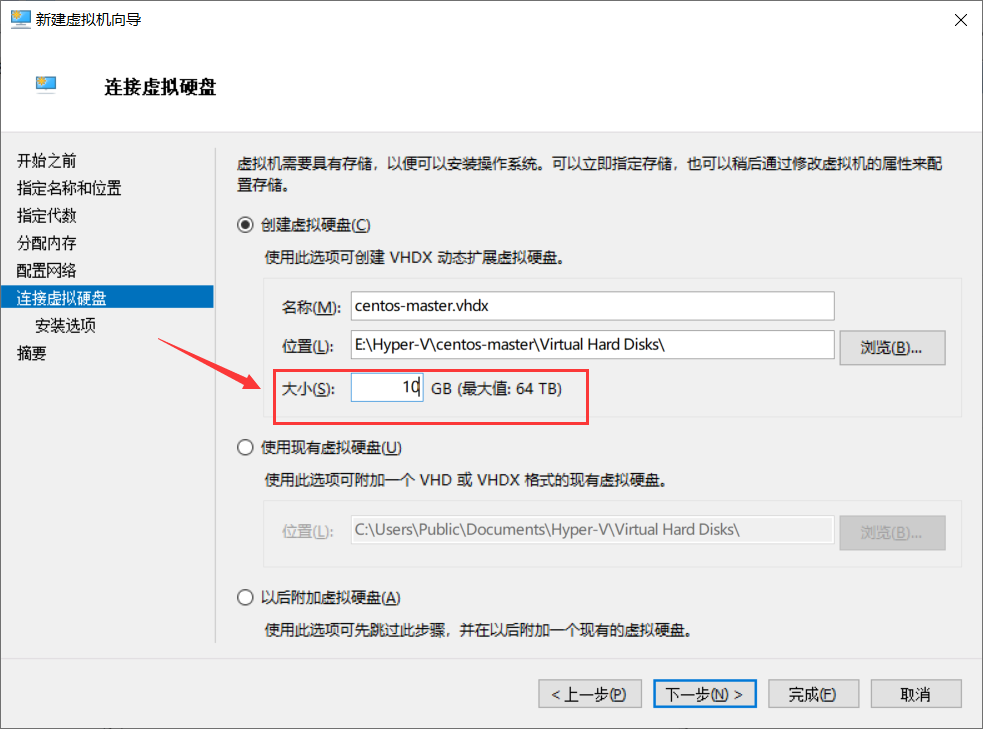 新建虚拟机向导
连接虚拟硬盘
开始之前
指定名称和位置
指定代数
分配内存
配置网络
连接虚拟硬盘
安装选项
摘要
虚拟机需要具有存储，以便可以安装操作系统。可以立即指定存储，也可以稍后通过修改虚拟机的属性来配
置存储。
创建虚拟硬盘(C)
使用此选项可创建 VHDX 动态扩展虚拟硬盘。
名称(M): centos-master.vhdx
位置(L): E:\Hyper-V\centos-master\Virtual Hard Disks\ 浏览(B)...
大小(S): 10 GB (最大值: 64 TB)
使用现有虚拟硬盘(U)
使用此选项可附加一个 VHD 或 VHDX 格式的现有虚拟硬盘。
位置(L): C:\Users\Public\Documents\Hyper-V\Virtual Hard Disks\ 浏览(B)...
以后附加虚拟硬盘(A)
使用此选项可先跳过此步骤，并在以后附加一个现有的虚拟硬盘。
< 上一步(P) 下一步(N) > 完成(F) 取消